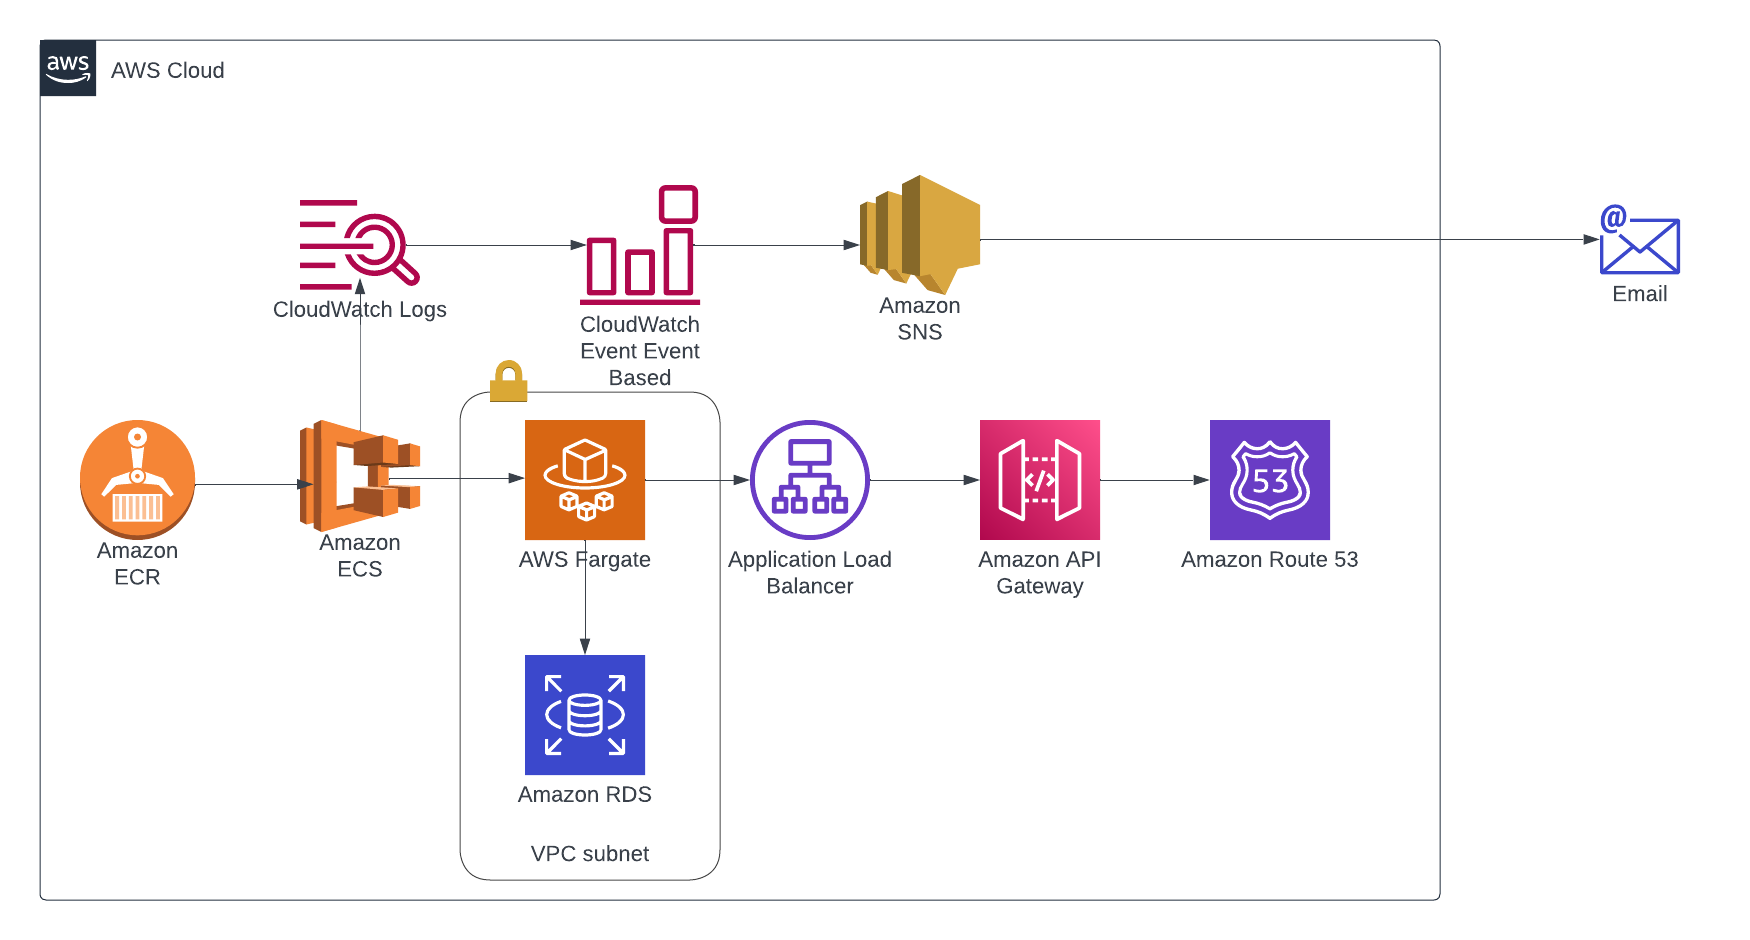 aws
AWS Cloud
CloudWatch Logs
CloudWatch
Event Event
Based
Amazon
SNS
@
Email
Amazon
ECR
Amazon
ECS
AWS Fargate
Application Load
Balancer
</>
Amazon API
Gateway
53
Amazon Route 53
Amazon RDS
VPC subnet